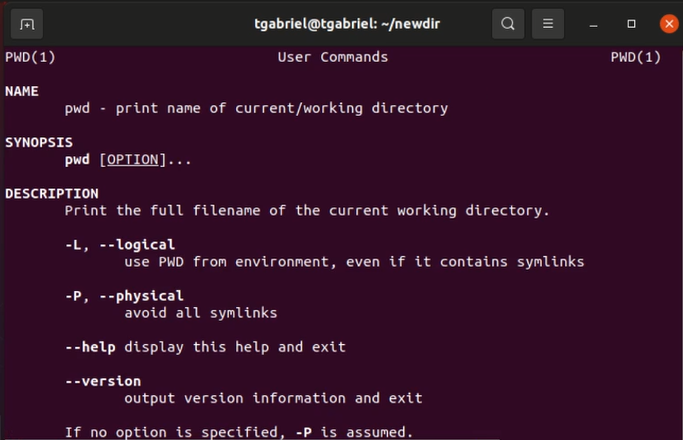 tgabriel@tgabriel: ~/newdir
PWD(1) User Commands PWD(1)
NAME
pwd - print name of current/working directory
SYNOPSIS
pwd [OPTION]...
DESCRIPTION
Print the full filename of the current working directory.
-L, --logical
use PWD from environment, even if it contains symlinks
-P, --physical
avoid all symlinks
--help display this help and exit
--version
output version information and exit
If no option is specified, -P is assumed.